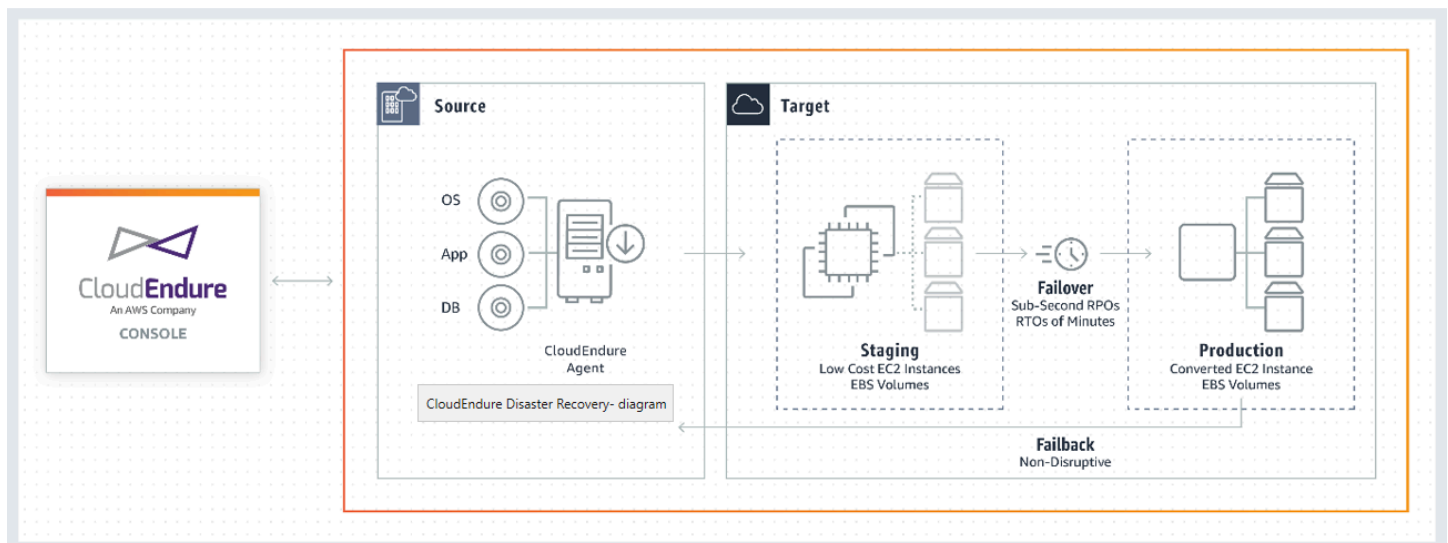 Source
Target
OS
App
DB
CloudEndure
An AWS Company
CONSOLE
CloudEndure
Agent
CloudEndure Disaster Recovery- diagram
Staging
Low Cost EC2 Instances
EBS Volumes
Failover
Sub-Second RPOs
RTOs of Minutes
Production
Converted EC2 Instance
EBS Volumes
Failback
Non-Disruptive